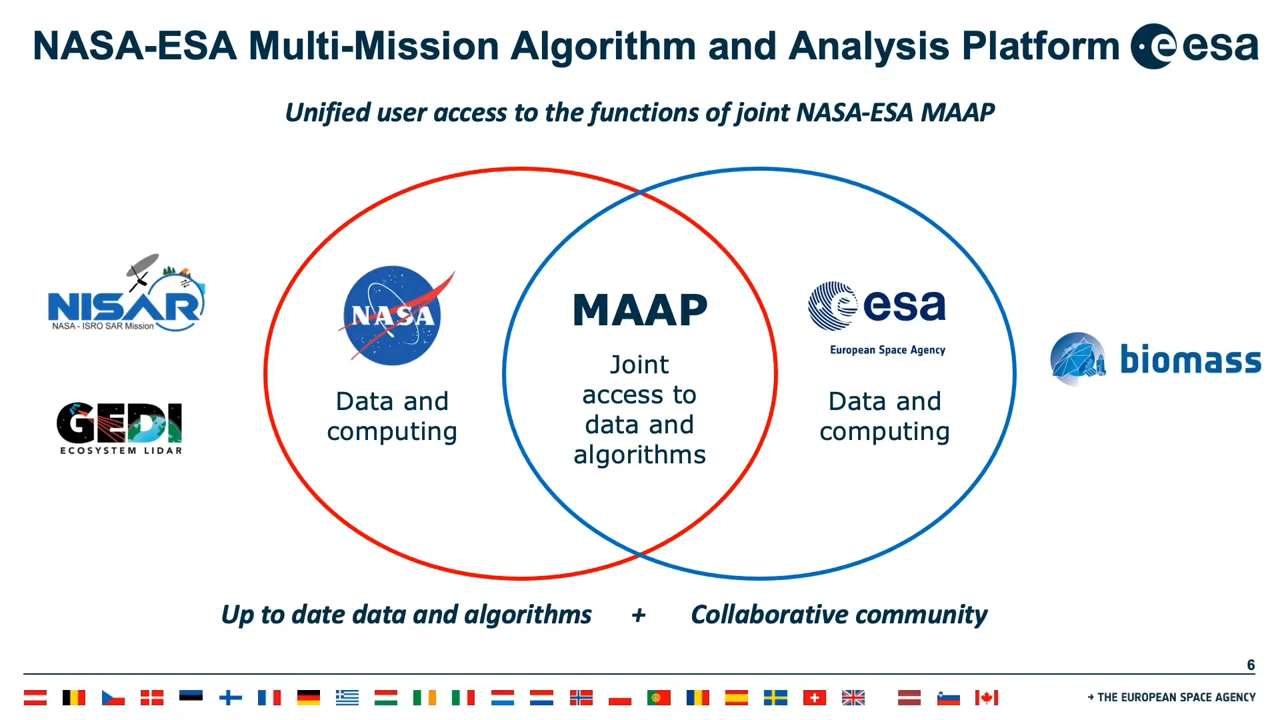 NASA-ESA Multi-Mission Algorithm and Analysis Platform
esa
Unified user access to the functions of joint NASA-ESA MAAP
NISAR
NASA - ISRO SAR Mission
GEDI
ECOSYSTEM LIDAR
NASA
Data and
computing
MAAP
Joint
access to
data and
algorithms
esa
European Space Agency
Data and
computing
biomass
Up to date data and algorithms + Collaborative community
6
→ THE EUROPEAN SPACE AGENCY